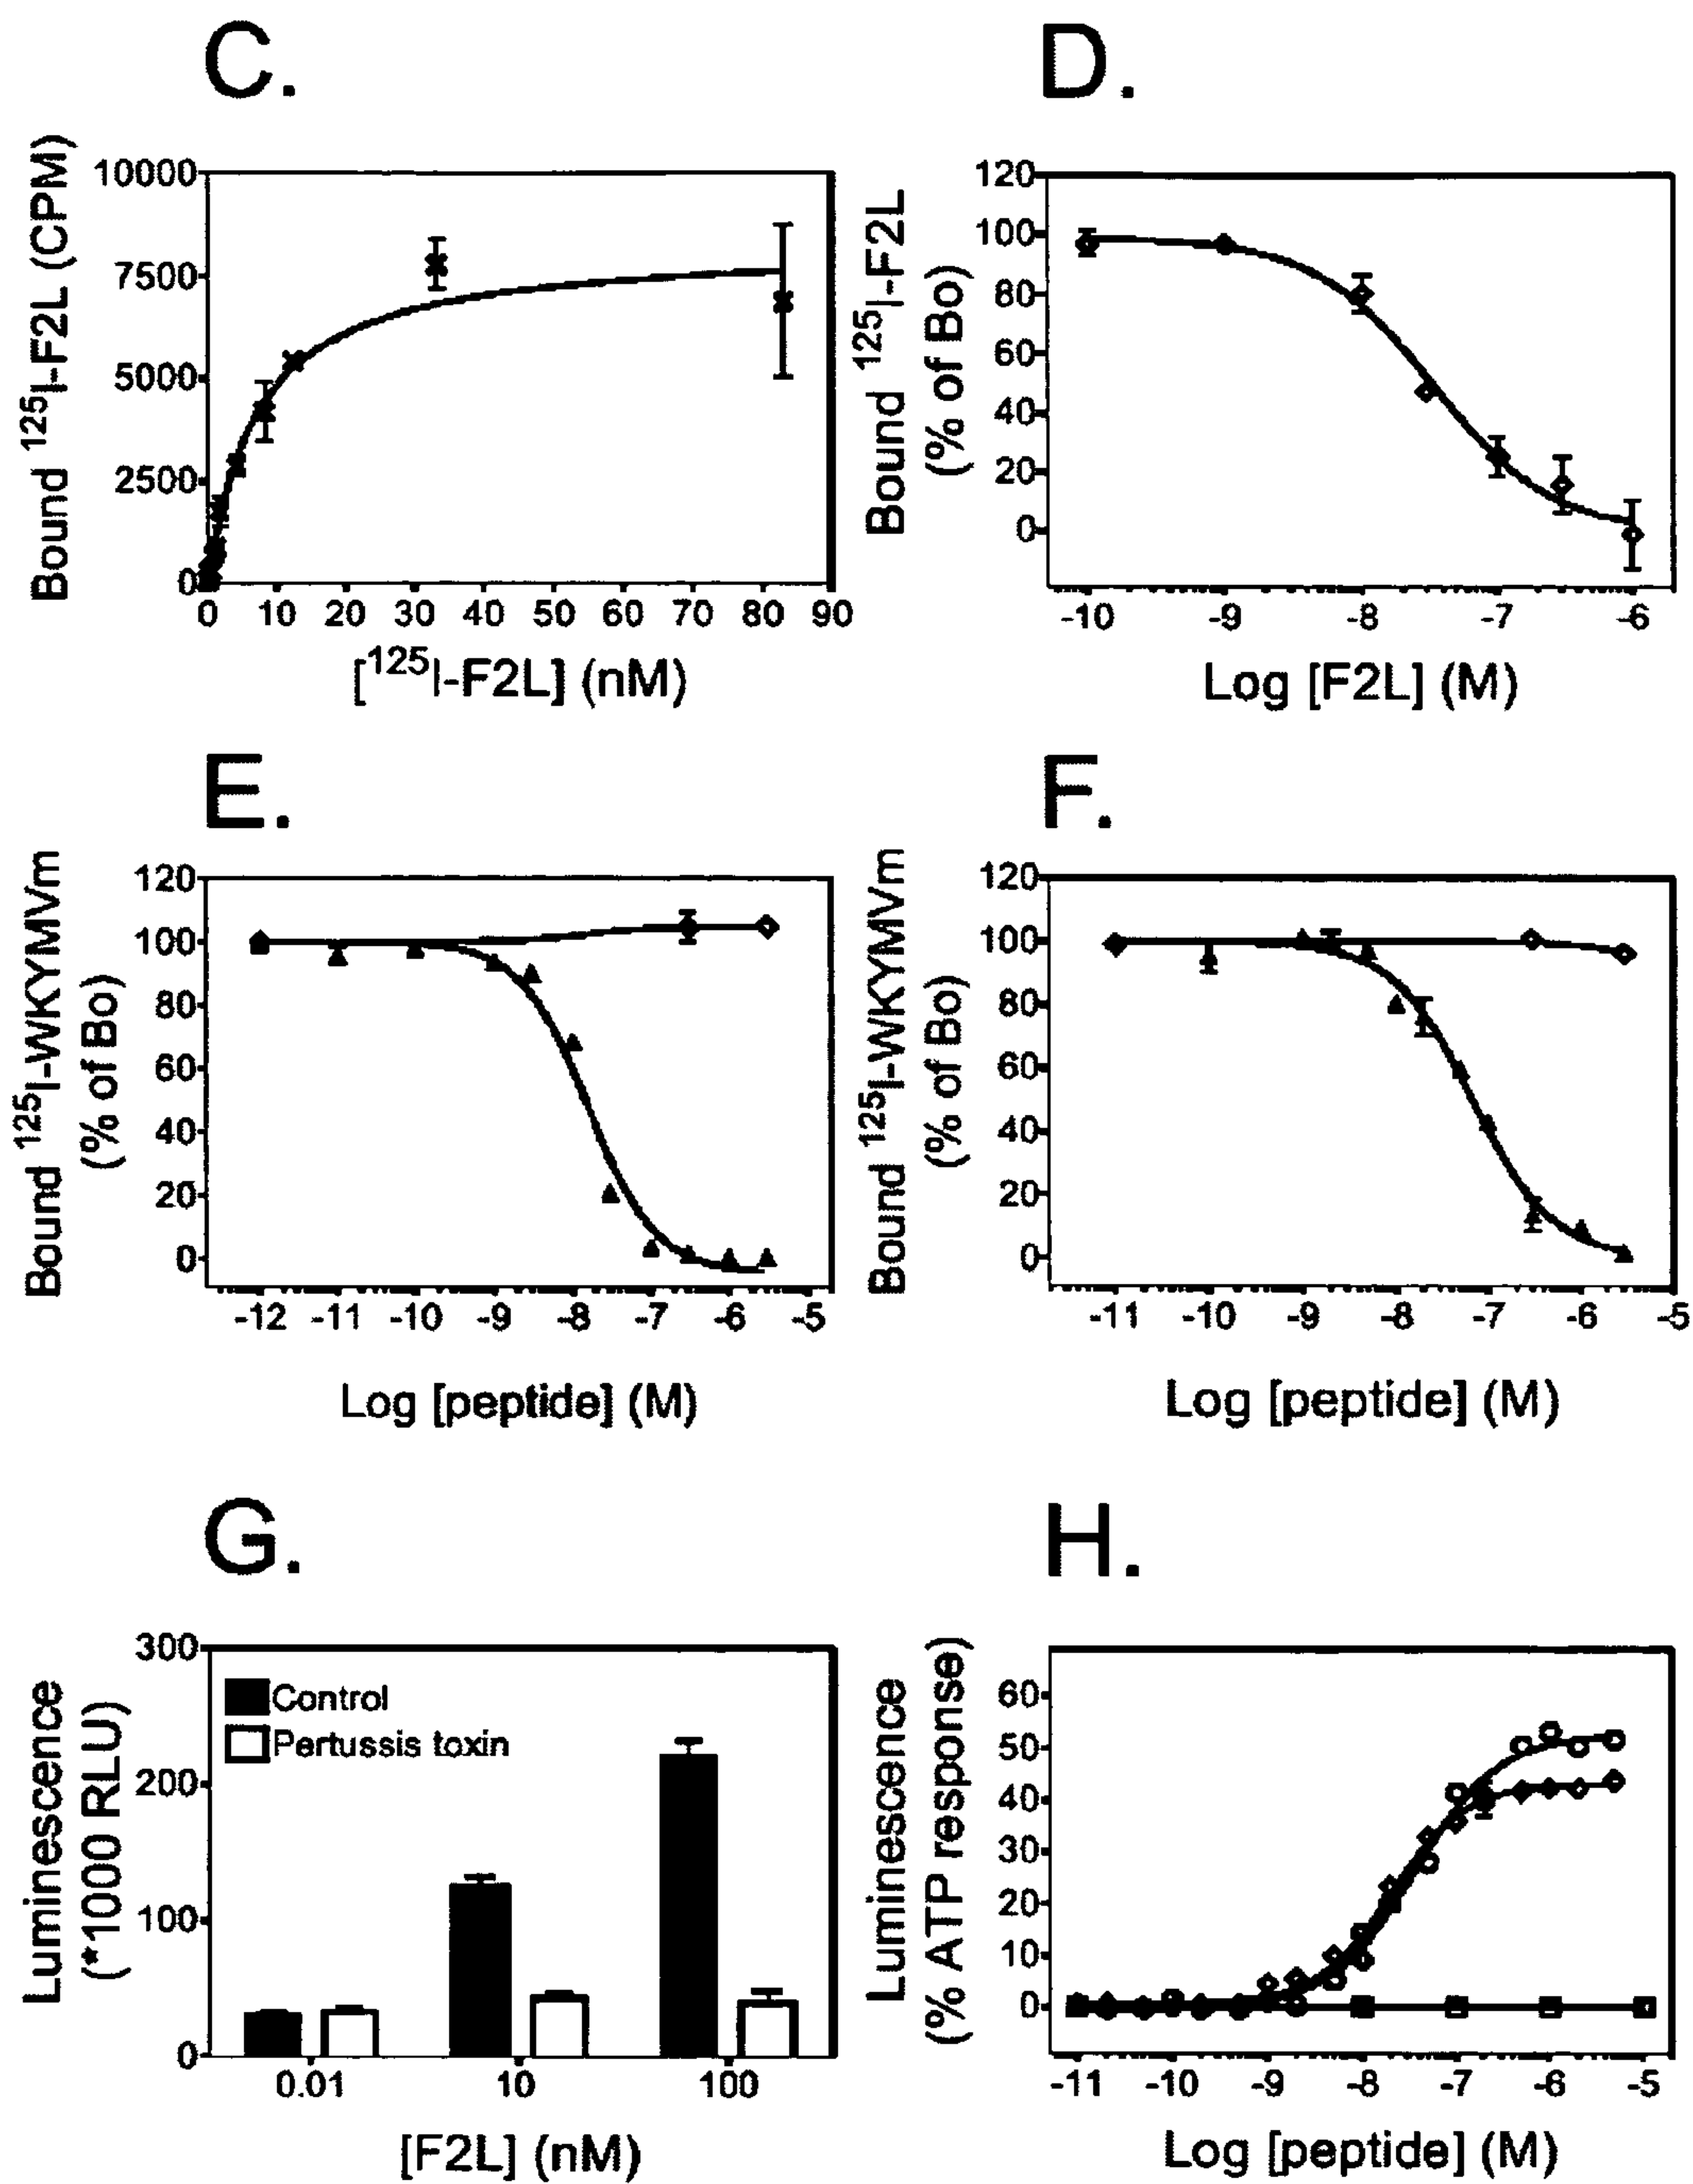 C.
Bound ¹²⁵I-F2L (CPM)
10000
7500
5000
2500
0
0 10 20 30 40 50 60 70 80 90
[¹²⁵I-F2L] (nM)
D.
Bound ¹²⁵I-F2L
(% of Bo)
120
100
80
60
40
20
0
-10 -9 -8 -7 -6
Log [F2L] (M)
E.
Bound ¹²⁵I-WKYMVm
(% of Bo)
120
100
80
60
40
20
0
-12 -11 -10 -9 -8 -7 -6 -5
Log [peptide] (M)
F.
Bound ¹²⁵I-WKYMVm
(% of Bo)
120
100
80
60
40
20
0
-11 -10 -9 -8 -7 -6 -5
Log [peptide] (M)
G.
Luminescence
(*1000 RLU)
300
200
100
0
Control
Pertussis toxin
0.01 10 100
[F2L] (nM)
H.
Luminescence
(% ATP response)
60
50
40
30
20
10
0
-11 -10 -9 -8 -7 -6 -5
Log [peptide] (M)